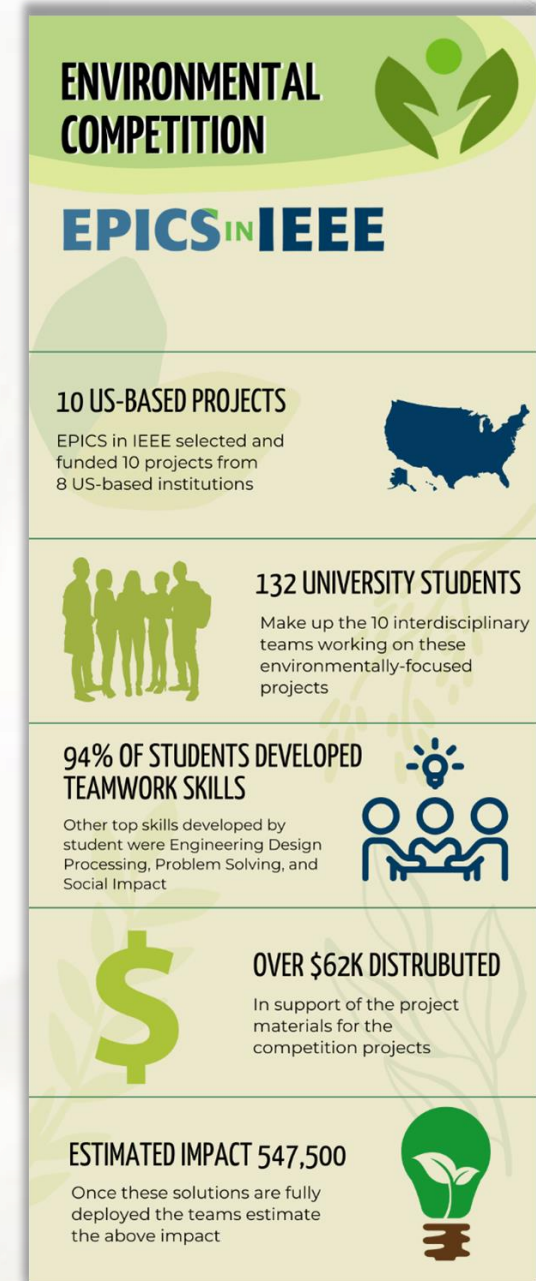 ENVIRONMENTAL
COMPETITION
EPICS IN IEEE
10 US-BASED PROJECTS
EPICS in IEEE selected and
funded 10 projects from
8 US-based institutions
132 UNIVERSITY STUDENTS
Make up the 10 interdisciplinary
teams working on these
environmentally-focused
projects
94% OF STUDENTS DEVELOPED
TEAMWORK SKILLS
Other top skills developed by
student were Engineering Design
Processing, Problem Solving, and
Social Impact
$
OVER $62K DISTRUBUTED
In support of the project
materials for the
competition projects
ESTIMATED IMPACT 547,500
Once these solutions are fully
deployed the teams estimate
the above impact